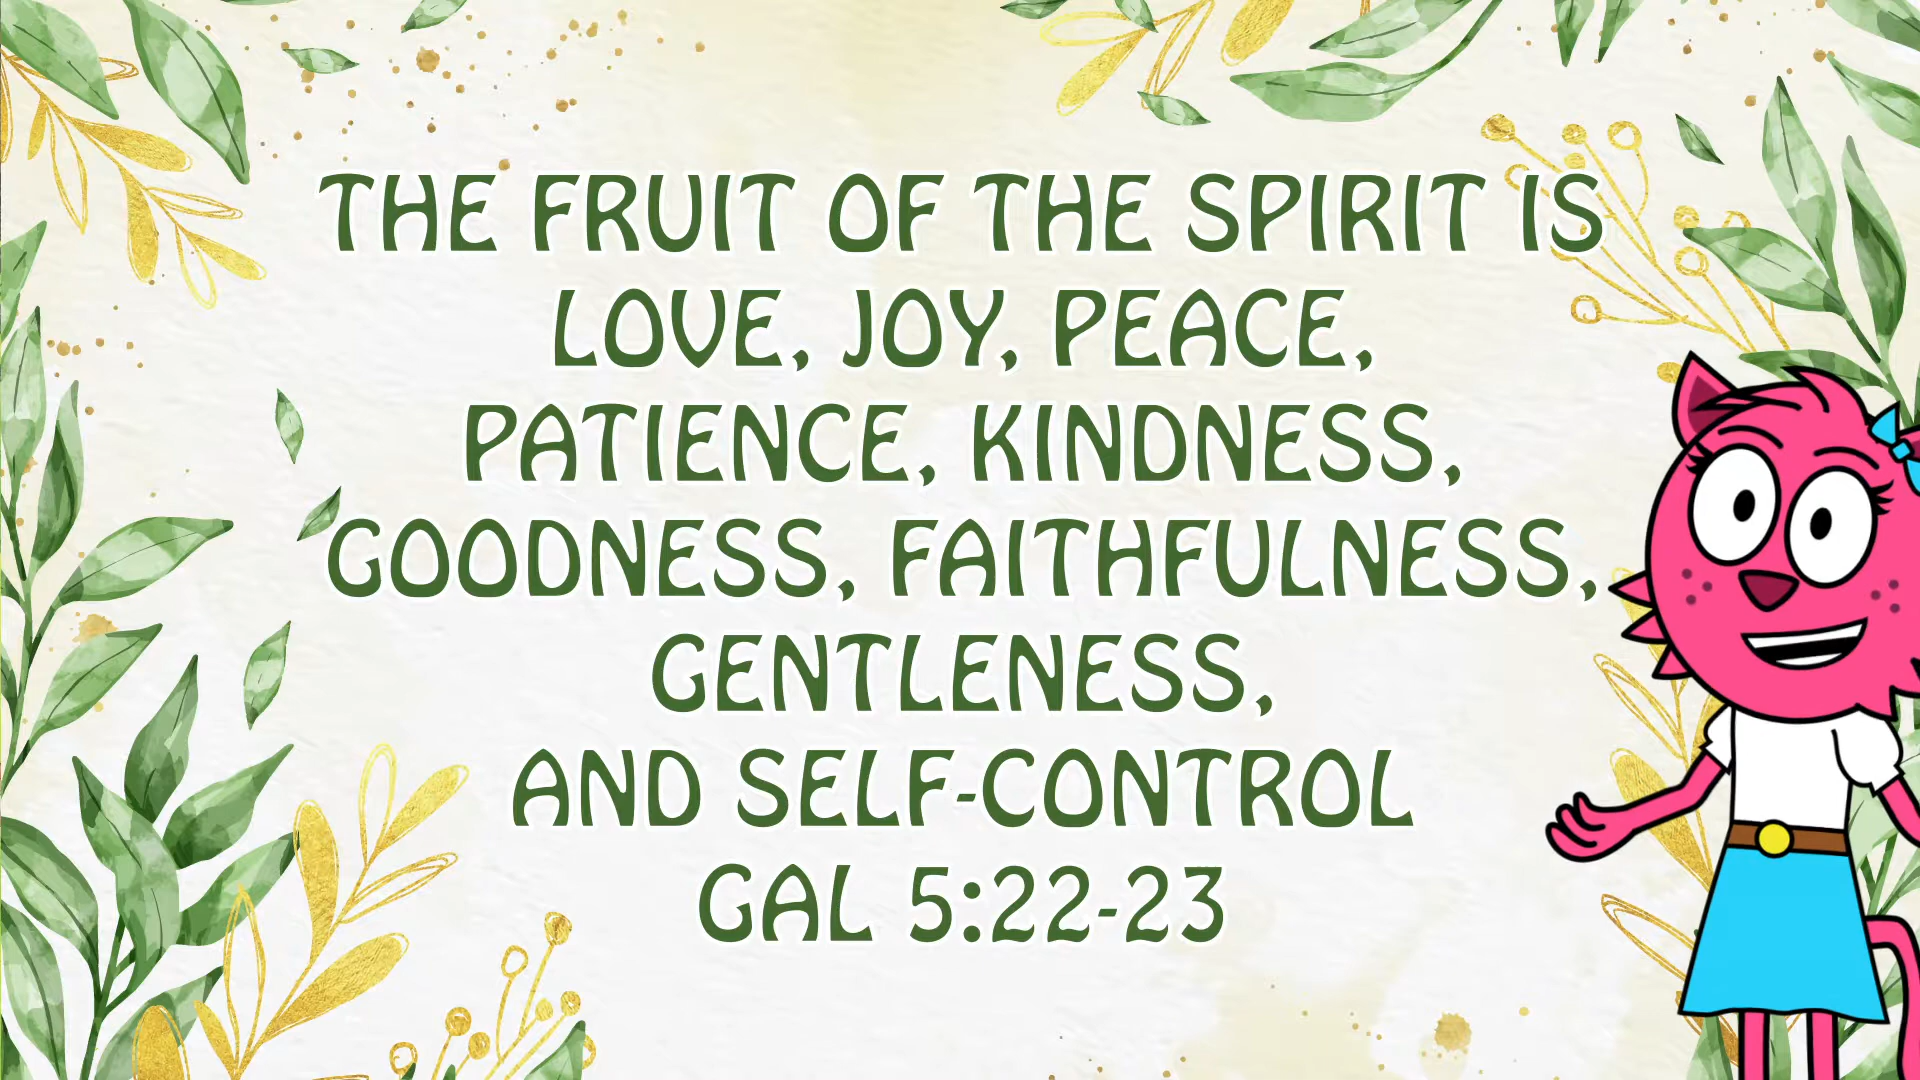 THE FRUIT OF THE SPIRIT IS
LOVE, JOY, PEACE,
PATIENCE, KINDNESS,
GOODNESS, FAITHFULNESS,
GENTLENESS,
AND SELF-CONTROL
GAL 5:22-23